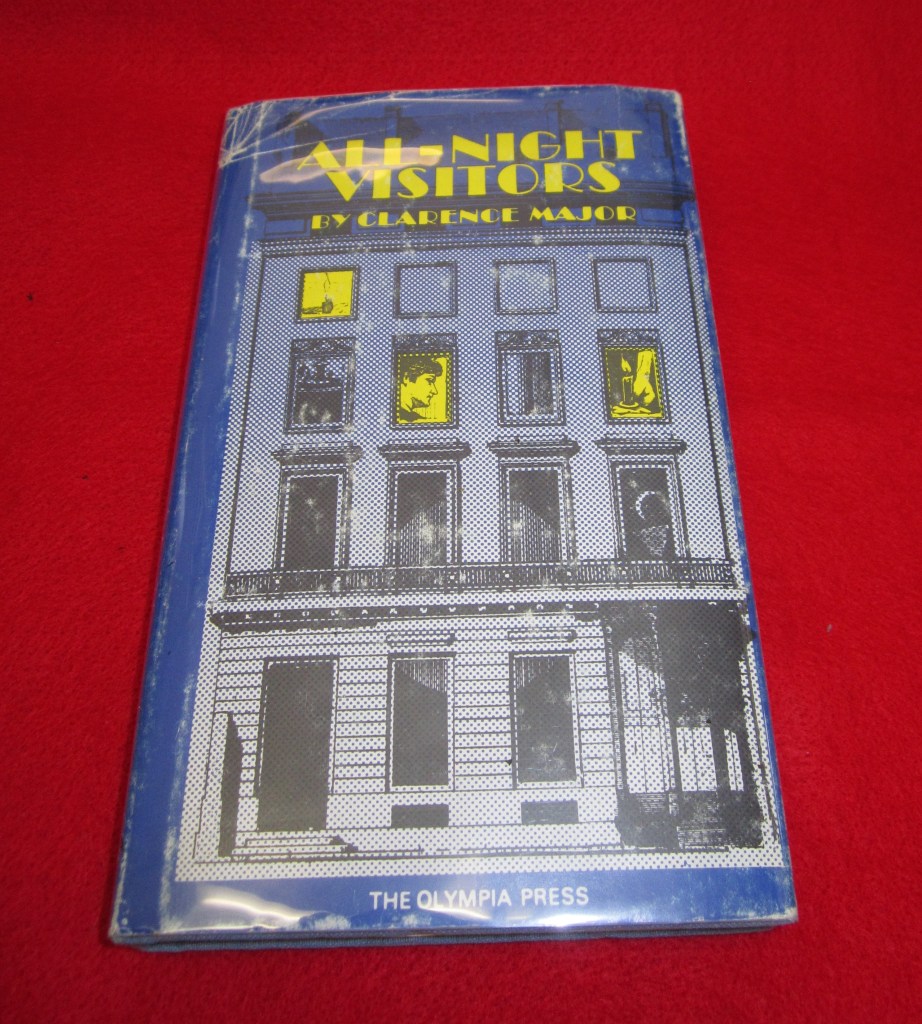 ALL-NIGHT
VISITORS
BY CLARENCE MAJOR
THE OLYMPIA PRESS